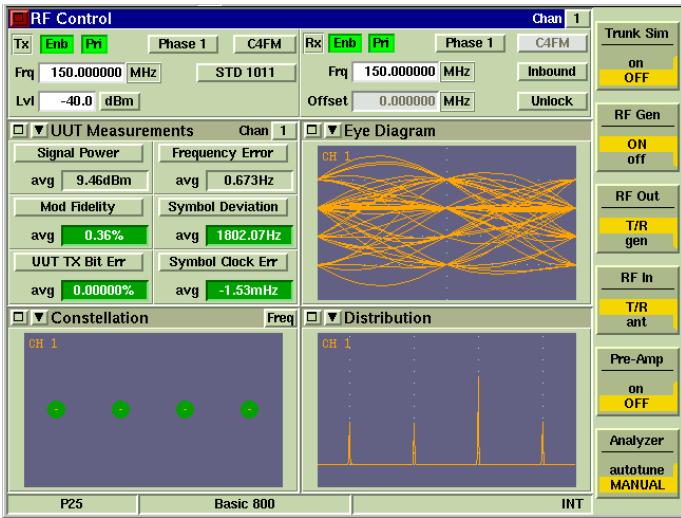 RF Control Chan 1
Tx Enb Pri Phase 1 C4FM
Frq 150.000000 MHz STD 1011
Lvl -40.0 dBm
Rx Enb Pri Phase 1 C4FM
Frq 150.000000 MHz Inbound
Offset 0.000000 MHz Unlock
UUT Measurements Chan 1
Signal Power Frequency Error
avg 9.46dBm avg 0.673Hz
Mod Fidelity Symbol Deviation
avg 0.36% avg 1802.07Hz
UUT TX Bit Err Symbol Clock Err
avg 0.00000% avg -1.53mHz
Eye Diagram
CH 1
Constellation Freq
CH 1
Distribution
CH 1
P25 Basic 800 INT
Trunk Sim
on
OFF
RF Gen
ON
off
RF Out
T/R
gen
RF In
T/R
ant
Pre-Amp
on
OFF
Analyzer
autotune
MANUAL